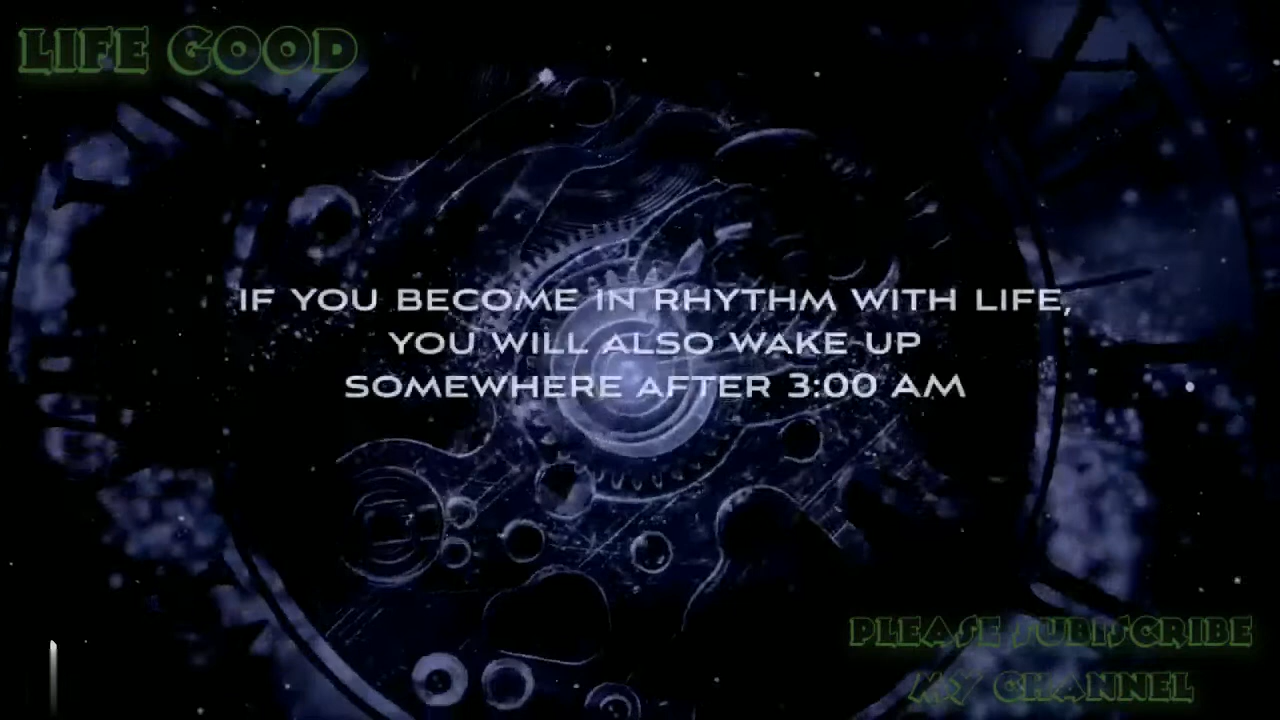 LIFE GOOD
IF YOU BECOME IN RHYTHM WITH LIFE,
YOU WILL ALSO WAKE UP
SOMEWHERE AFTER 3:00 AM
PLEASE SUBISCRIBE
MY CHANNEL